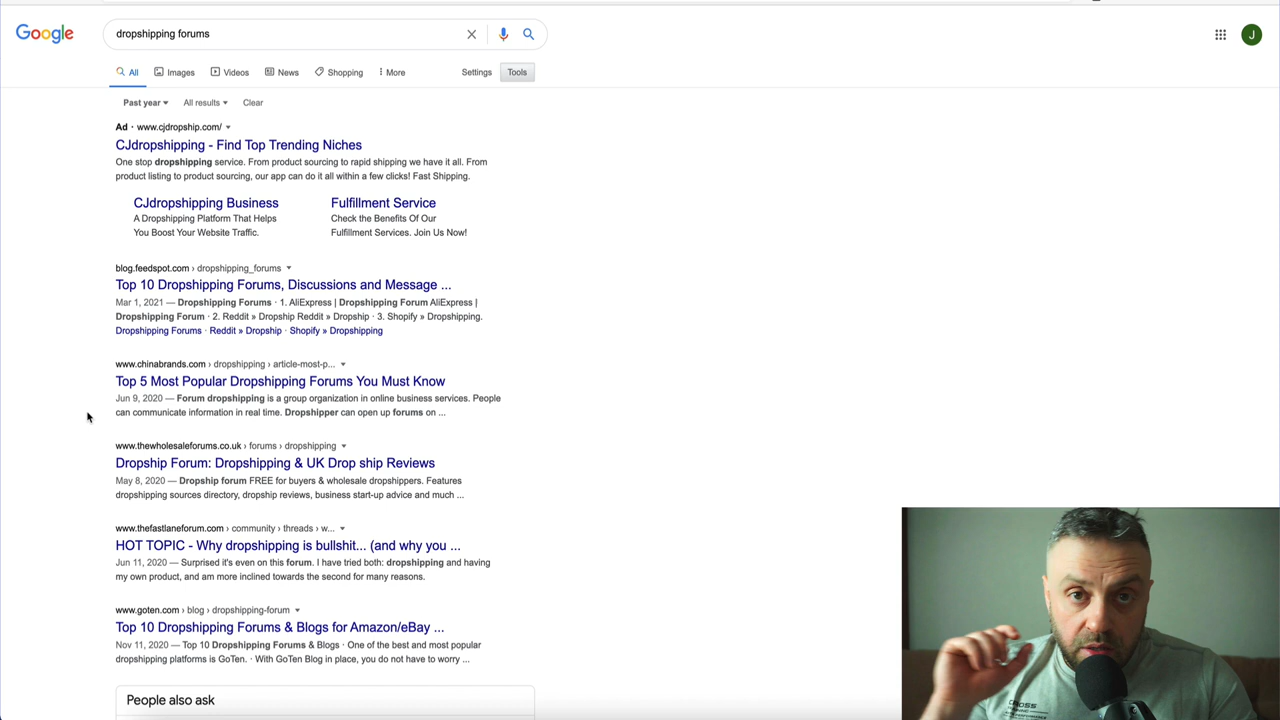 Google
dropshipping forums
All
Images
Videos
News
Shopping
More
Settings
Tools
J
Past year
All results
Clear
Ad · www.cjdropship.com/
CJdropshipping - Find Top Trending Niches
One stop dropshipping service. From product sourcing to rapid shipping we have it all. From
product listing to product sourcing, our app can do it all within a few clicks! Fast Shipping.
CJdropshipping Business
A Dropshipping Platform That Helps
You Boost Your Website Traffic.
Fulfillment Service
Check the Benefits Of Our
Fulfillment Services. Join Us Now!
blog.feedspot.com › dropshipping_forums
Top 10 Dropshipping Forums, Discussions and Message ...
Mar 1, 2021 — Dropshipping Forums · 1. AliExpress | Dropshipping Forum AliExpress |
Dropshipping Forum · 2. Reddit » Dropship Reddit » Dropship · 3. Shopify » Dropshipping.
Dropshipping Forums · Reddit » Dropship · Shopify » Dropshipping
www.chinabrands.com › dropshipping › article-most-p...
Top 5 Most Popular Dropshipping Forums You Must Know
Jun 9, 2020 — Forum dropshipping is a group organization in online business services. People
can communicate information in real time. Dropshipper can open up forums on ...
www.thewholesaleforums.co.uk › forums › dropshipping
Dropship Forum: Dropshipping & UK Drop ship Reviews
May 8, 2020 — Dropship forum FREE for buyers & wholesale dropshippers. Features
dropshipping sources directory, dropship reviews, business start-up advice and much ...
www.thefastlaneforum.com › community › threads › w...
HOT TOPIC - Why dropshipping is bullshit... (and why you ...
Jun 11, 2020 — Surprised it's even on this forum. I have tried both: dropshipping and having
my own product, and am more inclined towards the second for many reasons.
www.goten.com › blog › dropshipping-forum
Top 10 Dropshipping Forums & Blogs for Amazon/eBay ...
Nov 11, 2020 — Top 10 Dropshipping Forums & Blogs · One of the best and most popular
dropshipping platforms is GoTen. · With GoTen Blog in place, you do not have to worry ...
People also ask
CROSS